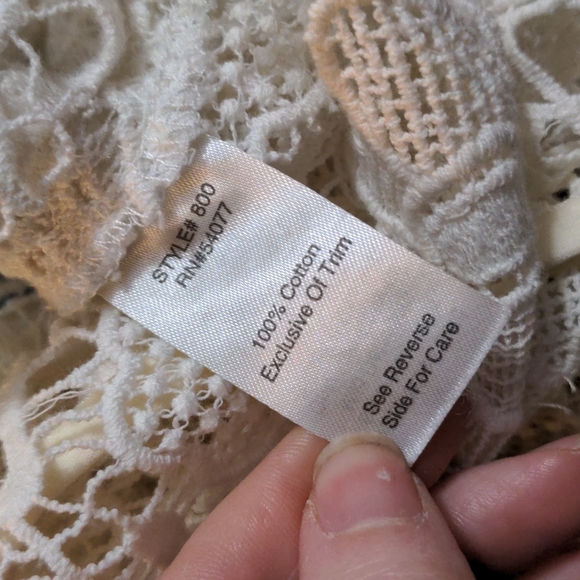 STYLE# 800
RN#54077
100% Cotton
Exclusive Of Trim
See Reverse
Side For Care